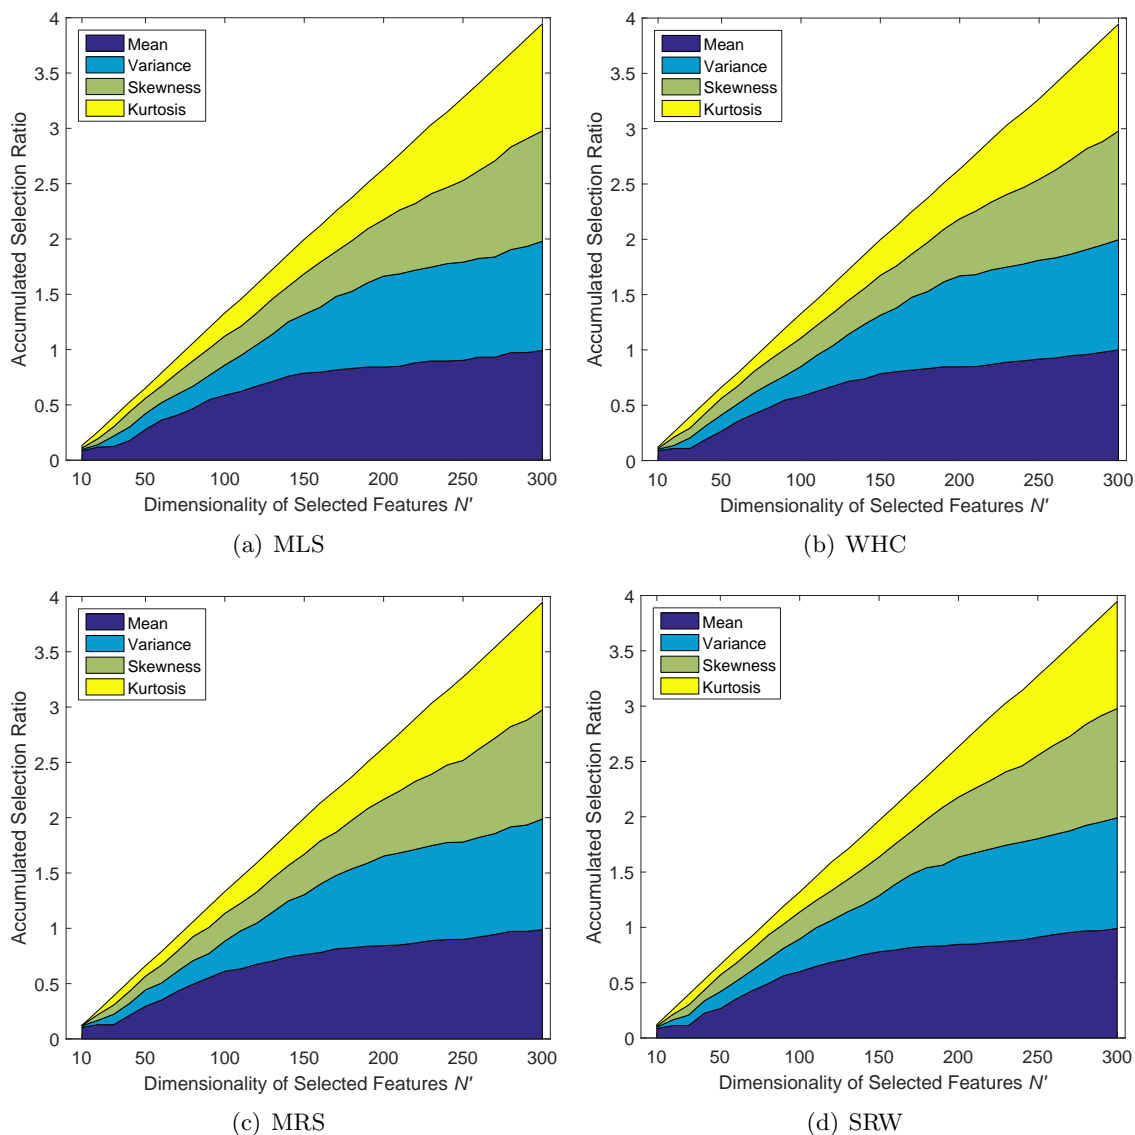 4
3.5
3
2.5
2
1.5
1
0.5
0
Accumulated Selection Ratio
Mean
Variance
Skewness
Kurtosis
10 50 100 150 200 250 300
Dimensionality of Selected Features N'
(a) MLS
4
3.5
3
2.5
2
1.5
1
0.5
0
Accumulated Selection Ratio
Mean
Variance
Skewness
Kurtosis
10 50 100 150 200 250 300
Dimensionality of Selected Features N'
(b) WHC
4
3.5
3
2.5
2
1.5
1
0.5
0
Accumulated Selection Ratio
Mean
Variance
Skewness
Kurtosis
10 50 100 150 200 250 300
Dimensionality of Selected Features N'
(c) MRS
4
3.5
3
2.5
2
1.5
1
0.5
0
Accumulated Selection Ratio
Mean
Variance
Skewness
Kurtosis
10 50 100 150 200 250 300
Dimensionality of Selected Features N'
(d) SRW